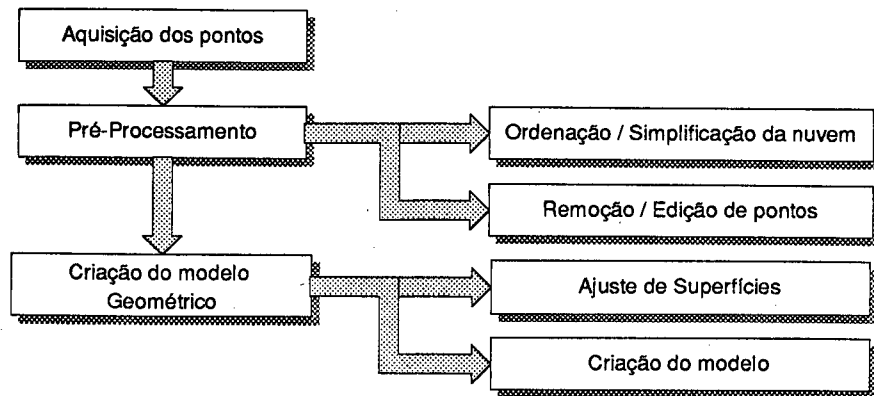 Aquisição dos pontos
Pré-Processamento
Ordenação / Simplificação da nuvem
Remoção / Edição de pontos
Criação do modelo
Geométrico
Ajuste de Superfícies
Criação do modelo